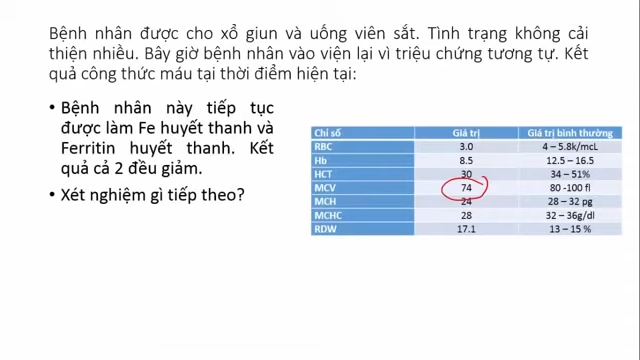 Bệnh nhân được cho xổ giun và uống viên sắt. Tình trạng không cải
thiện nhiều. Bây giờ bệnh nhân vào viện lại vì triệu chứng tương tự. Kết
quả công thức máu tại thời điểm hiện tại:
• Bệnh nhân này tiếp tục
được làm Fe huyết thanh và
Ferritin huyết thanh. Kết
quả cả 2 đều giảm.
• Xét nghiệm gì tiếp theo?
Chỉ số Giá trị Giá trị bình thường
RBC 3.0 4 – 5.8k/mcL
Hb 8.5 12.5 – 16.5
HCT 30 34 – 51%
MCV 74 80 -100 fl
MCH 24 28 – 32 pg
MCHC 28 32 – 36g/dl
RDW 17.1 13 – 15 %